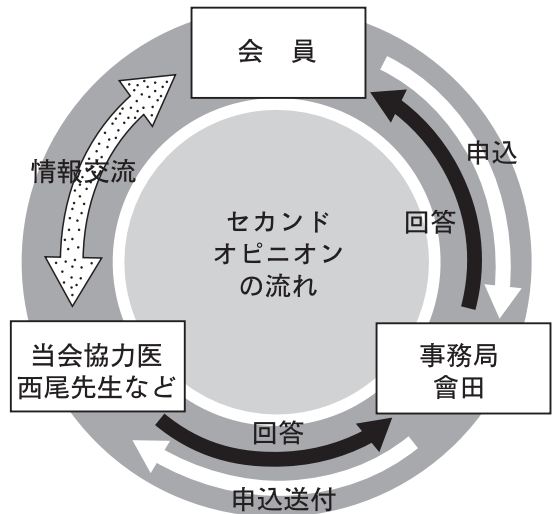 会　員
申込
情報交流
回答
セカンド
オピニオン
の流れ
当会協力医
西尾先生など
事務局
會田
回答
申込送付